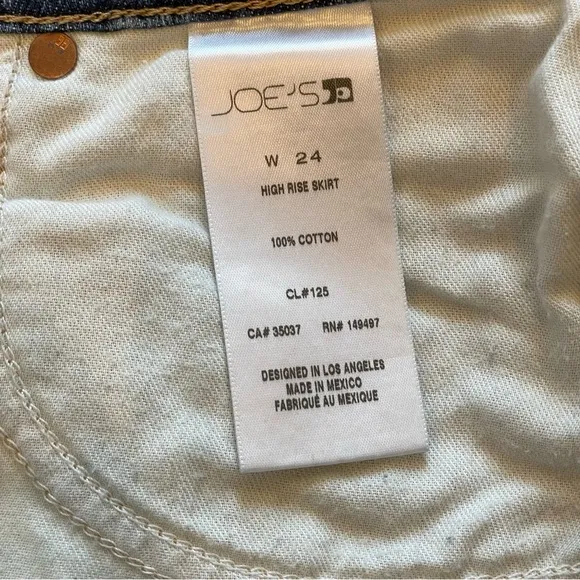 JOE'S
W 24
HIGH RISE SKIRT
100% COTTON
CL#125
CA# 35037 RN# 149497
DESIGNED IN LOS ANGELES
MADE IN MEXICO
FABRIQUÉ AU MEXIQUE